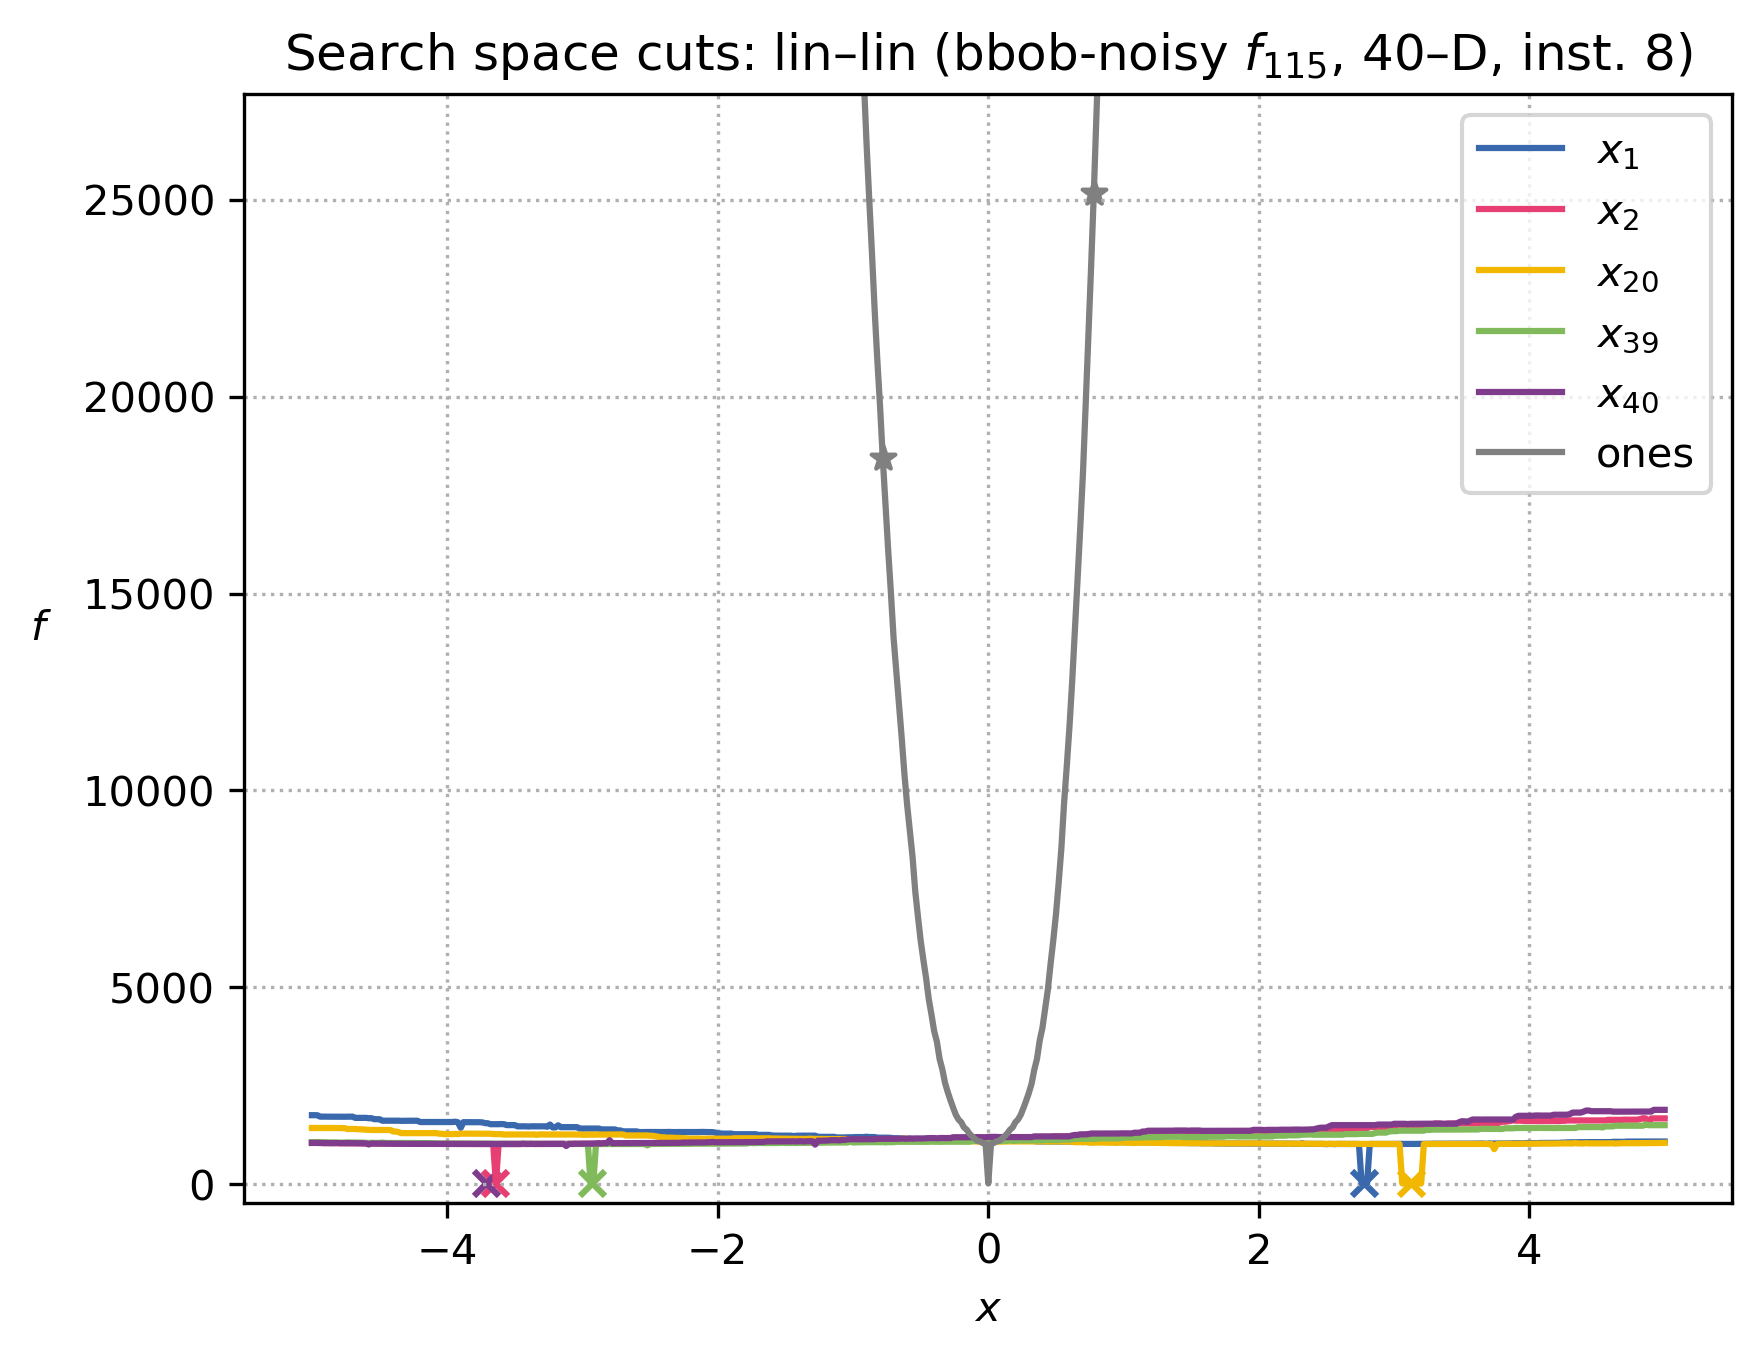 Search space cuts: lin–lin (bbob-noisy f₁₁₅, 40–D, inst. 8)
25000
20000
15000
10000
5000
0
f
−4
−2
0
2
4
x
x₁
x₂
x₂₀
x₃₉
x₄₀
ones